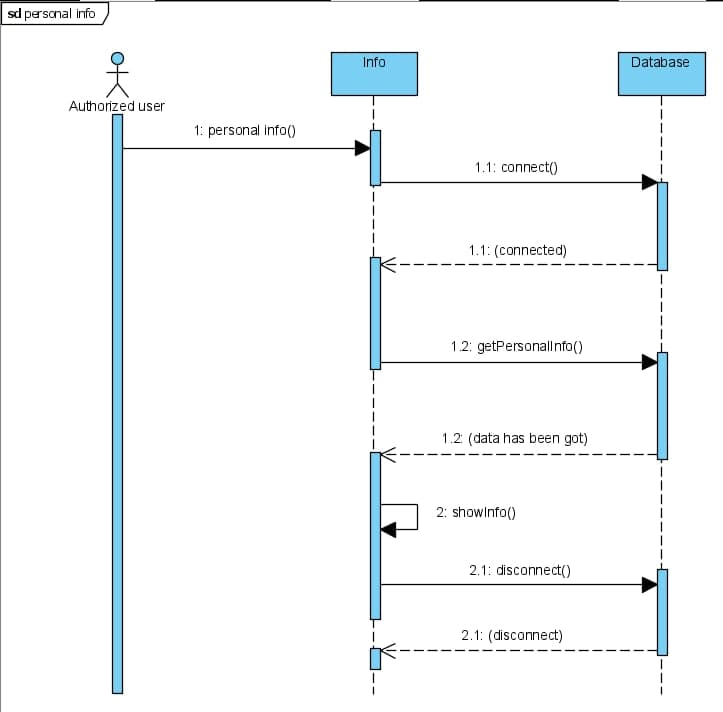 sd personal info
Info
Database
Authorized user
1: personal info()
1.1: connect()
1.1: (connected)
1.2: getPersonalInfo()
1.2: (data has been got)
2: showInfo()
2.1: disconnect()
2.1: (disconnect)